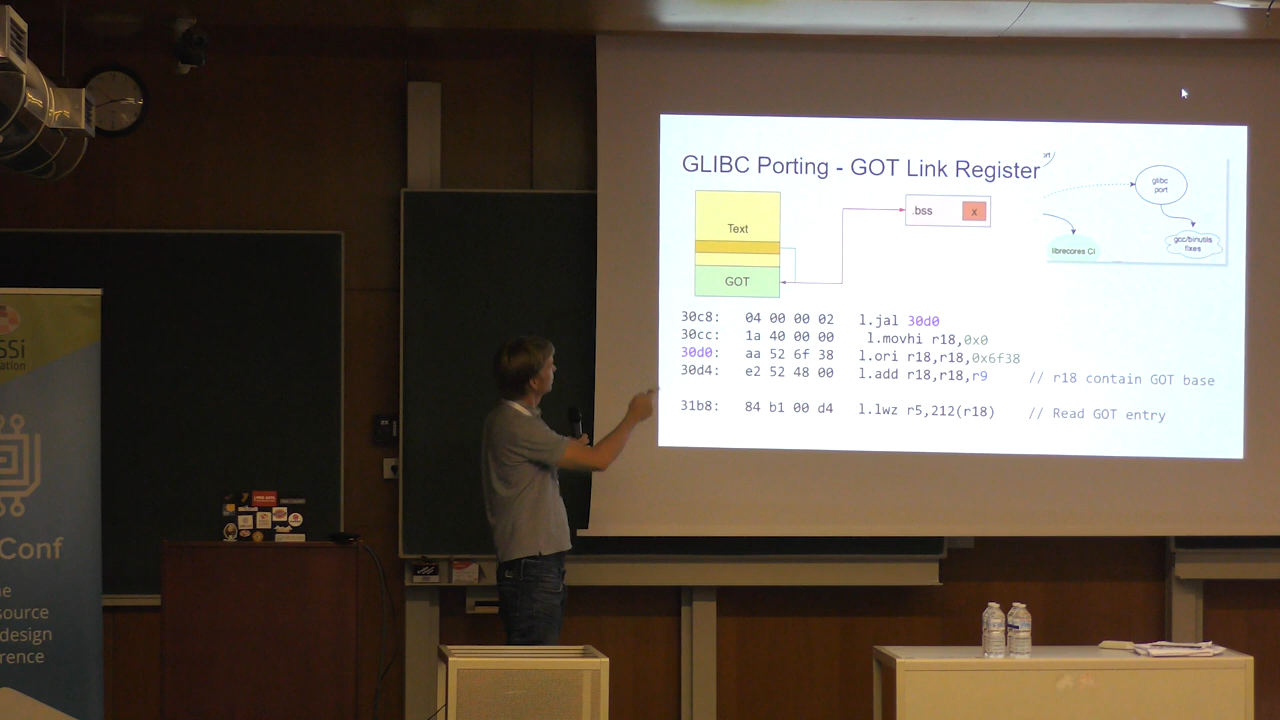 GLIBC Porting - GOT Link Register
glibc
port
Text
.bss
x
gcc/binutils
fixes
librecores CI
GOT
30c8: 04 00 00 02 l.jal 30d0
30cc: 1a 40 00 00 l.movhi r18,0x0
30d0: aa 52 6f 38 l.ori r18,r18,0x6f38
30d4: e2 52 48 00 l.add r18,r18,r9 // r18 contain GOT base
31b8: 84 b1 00 d4 l.lwz r5,212(r18) // Read GOT entry
SSi
ation
Conf
e
source
design
rence